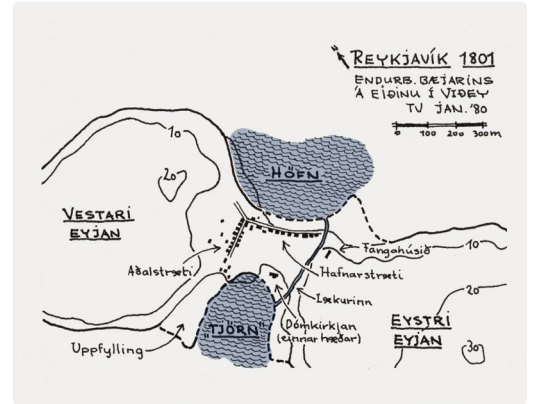 REYKJAVÍK 1801
ENDURB. BÆJARINS
Á EIÐINU Í VIÐEY
TV JAN. '80
0 100 200 300m
10
20
HÖFN
VESTARI
EYJAN
Fangahúsið
10
Aðalstræti
Hafnarstræti
Lækurinn
20
"TJÖRN"
Dómkirkjan
(einnar hæðar)
EYSTRI
EYJAN
Uppfylling
30